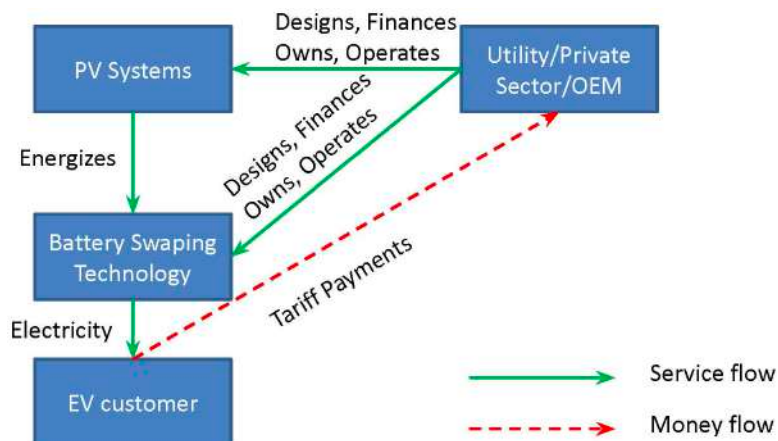 Designs, Finances
Owns, Operates
PV Systems
Utility/Private
Sector/OEM
Energizes
Designs, Finances
Owns, Operates
Battery Swaping
Technology
Tariff Payments
Electricity
EV customer
Service flow
Money flow